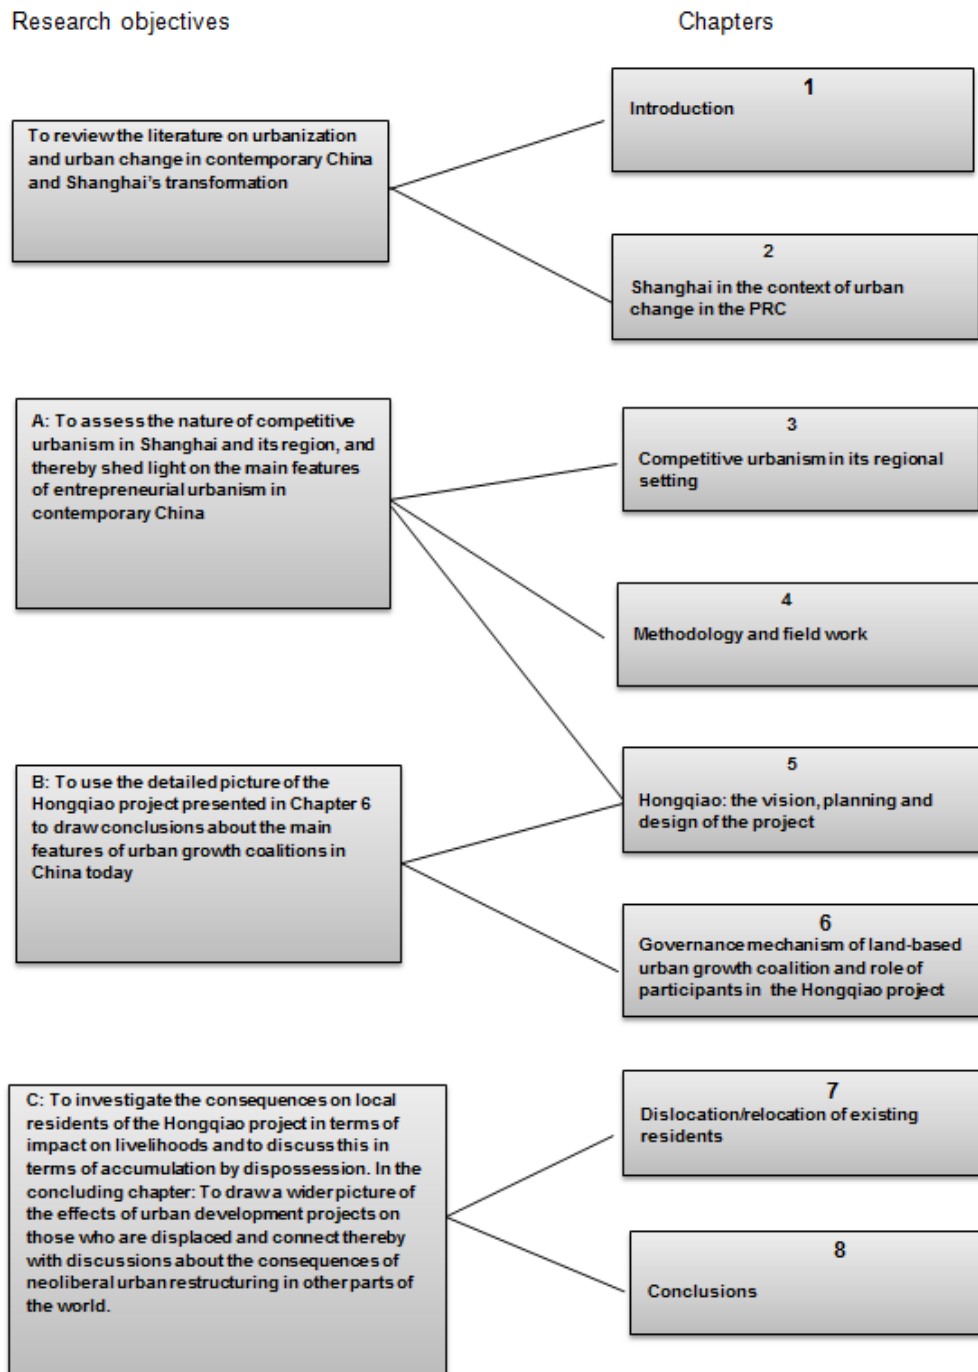 Research objectives
Chapters
To review the literature on urbanization
and urban change in contemporary China
and Shanghai's transformation
1
Introduction
2
Shanghai in the context of urban
change in the PRC
A: To assess the nature of competitive
urbanism in Shanghai and its region, and
thereby shed light on the main features
of entrepreneurial urbanism in
contemporary China
3
Competitive urbanism in its regional
setting
4
Methodology and field work
5
Hongqiao: the vision, planning and
design of the project
B: To use the detailed picture of the
Hongqiao project presented in Chapter 6
to draw conclusions about the main
features of urban growth coalitions in
China today
6
Governance mechanism of land-based
urban growth coalition and role of
participants in the Hongqiao project
C: To investigate the consequences on local
residents of the Hongqiao project in terms of
impact on livelihoods and to discuss this in
terms of accumulation by dispossession. In the
concluding chapter: To draw a wider picture of
the effects of urban development projects on
those who are displaced and connect thereby
with discussions about the consequences of
neoliberal urban restructuring in other parts of
the world.
7
Dislocation/relocation of existing
residents
8
Conclusions